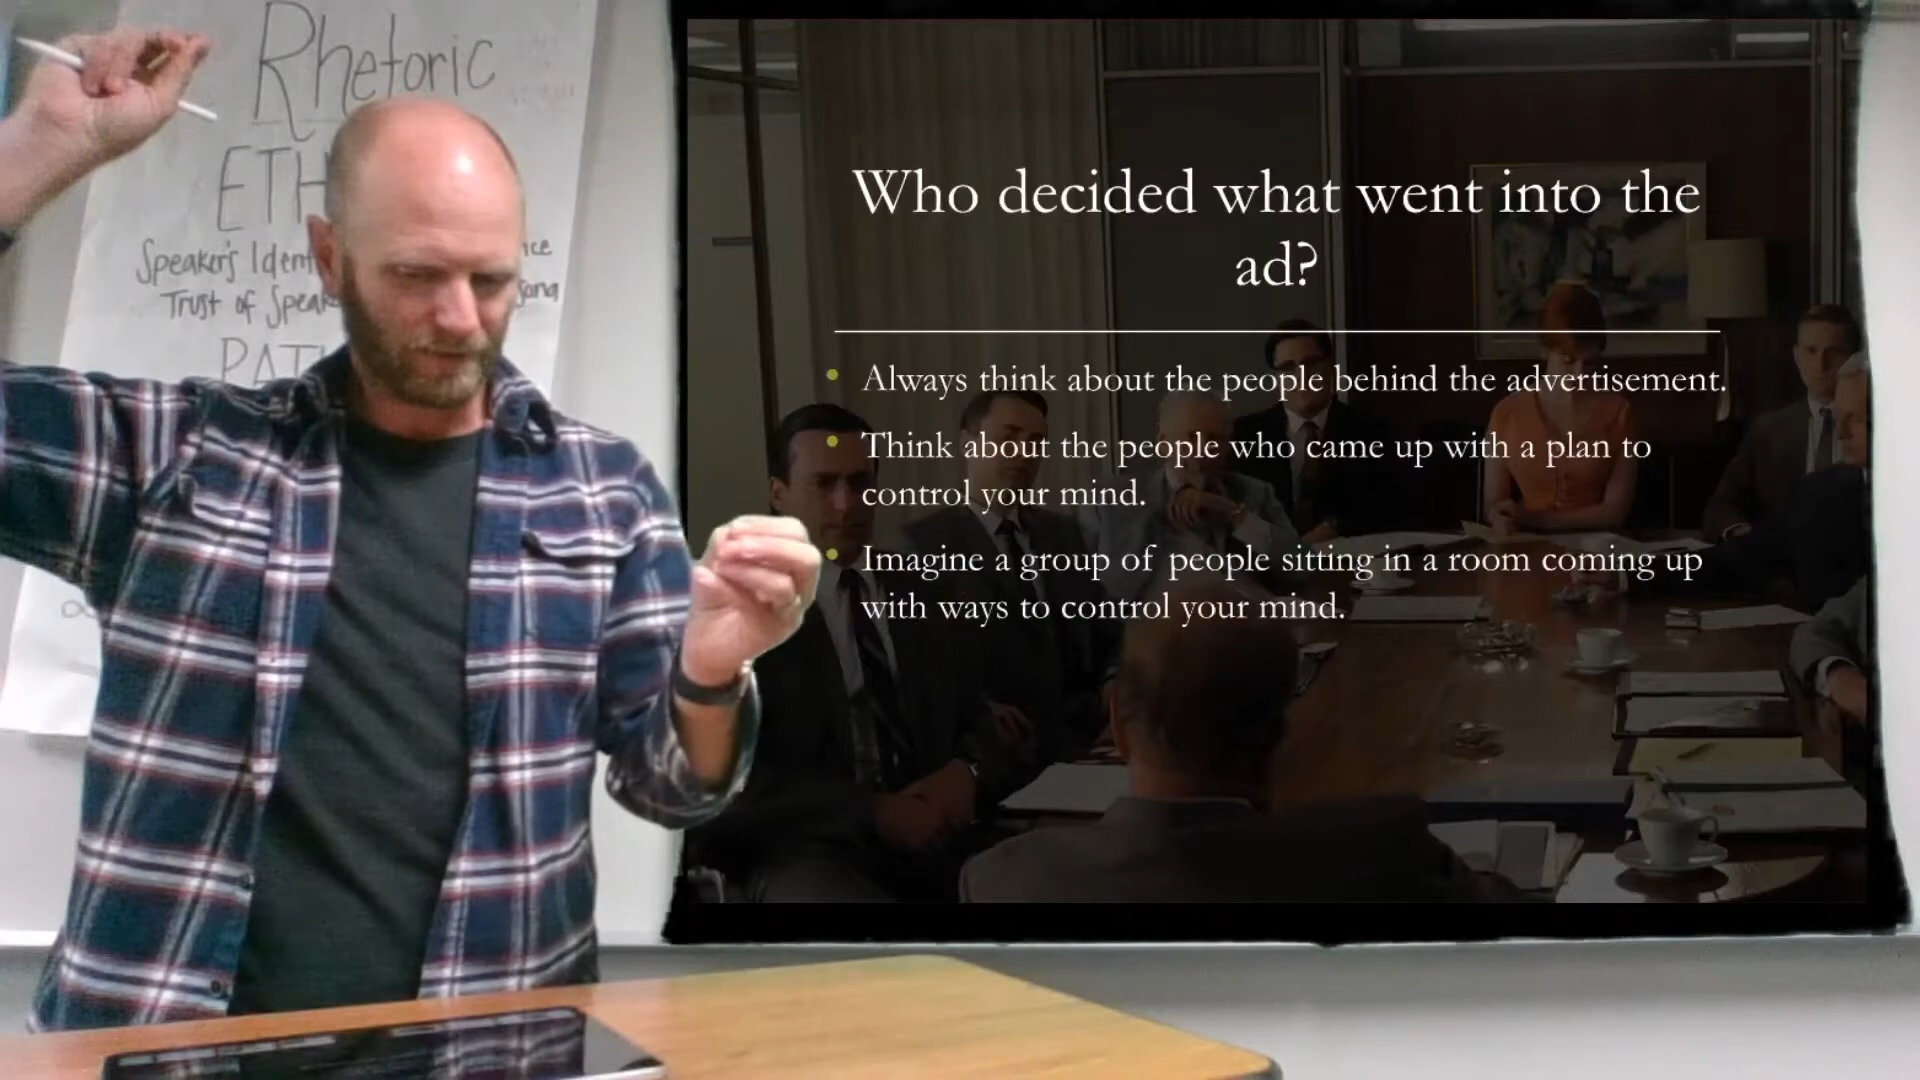 Rhetoric
ETH
Speaker's Ident
Trust of Speak
PAT
Who decided what went into the
ad?
• Always think about the people behind the advertisement.
• Think about the people who came up with a plan to
control your mind.
• Imagine a group of people sitting in a room coming up
with ways to control your mind.